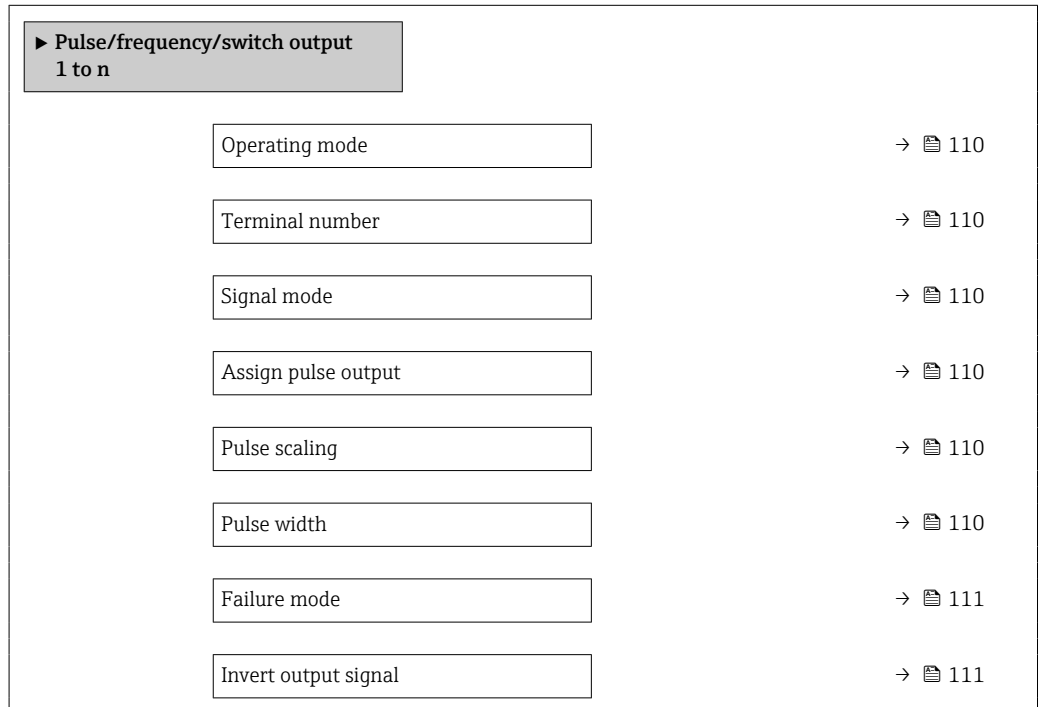 ► Pulse/frequency/switch output
1 to n
Operating mode → 110
Terminal number → 110
Signal mode → 110
Assign pulse output → 110
Pulse scaling → 110
Pulse width → 110
Failure mode → 111
Invert output signal → 111